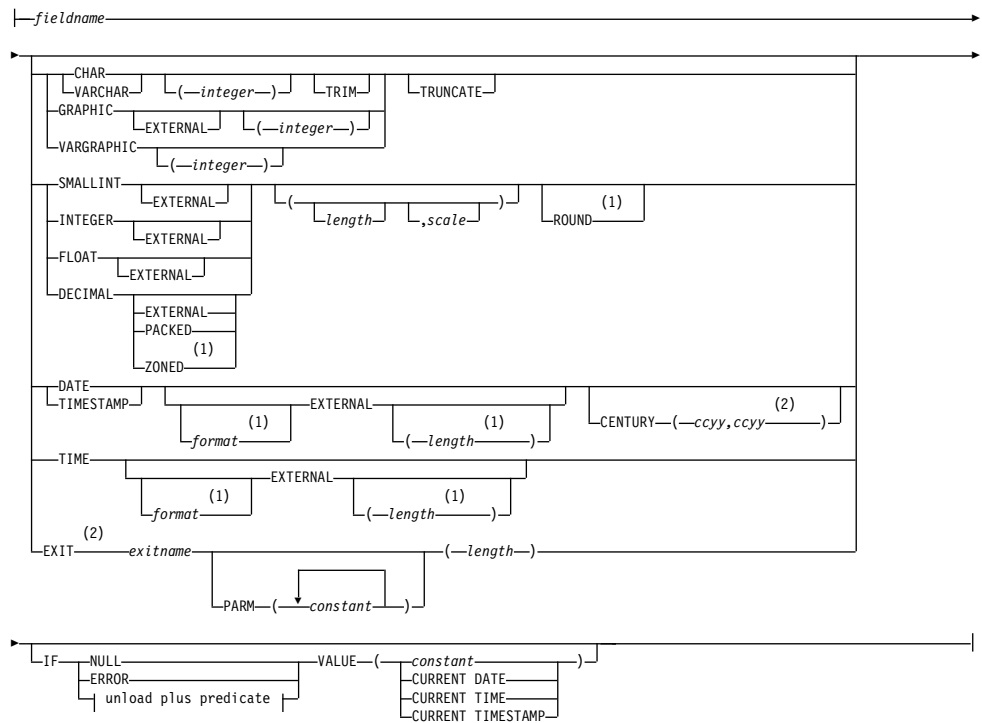 fieldname
CHAR
VARCHAR (integer) TRIM TRUNCATE
GRAPHIC
EXTERNAL (integer)
VARGRAPHIC
(integer)
SMALLINT
EXTERNAL ( length ,scale ) (1)
INTEGER ROUND
EXTERNAL
FLOAT
EXTERNAL
DECIMAL
EXTERNAL
PACKED
(1)
ZONED
DATE
TIMESTAMP EXTERNAL (2)
(1) (1) CENTURY (ccyy,ccyy)
format (length)
TIME
EXTERNAL
(1) (1)
format (length)
(2)
EXIT exitname (length)
PARM (constant)
IF NULL VALUE (constant)
ERROR CURRENT DATE
unload plus predicate CURRENT TIME
CURRENT TIMESTAMP